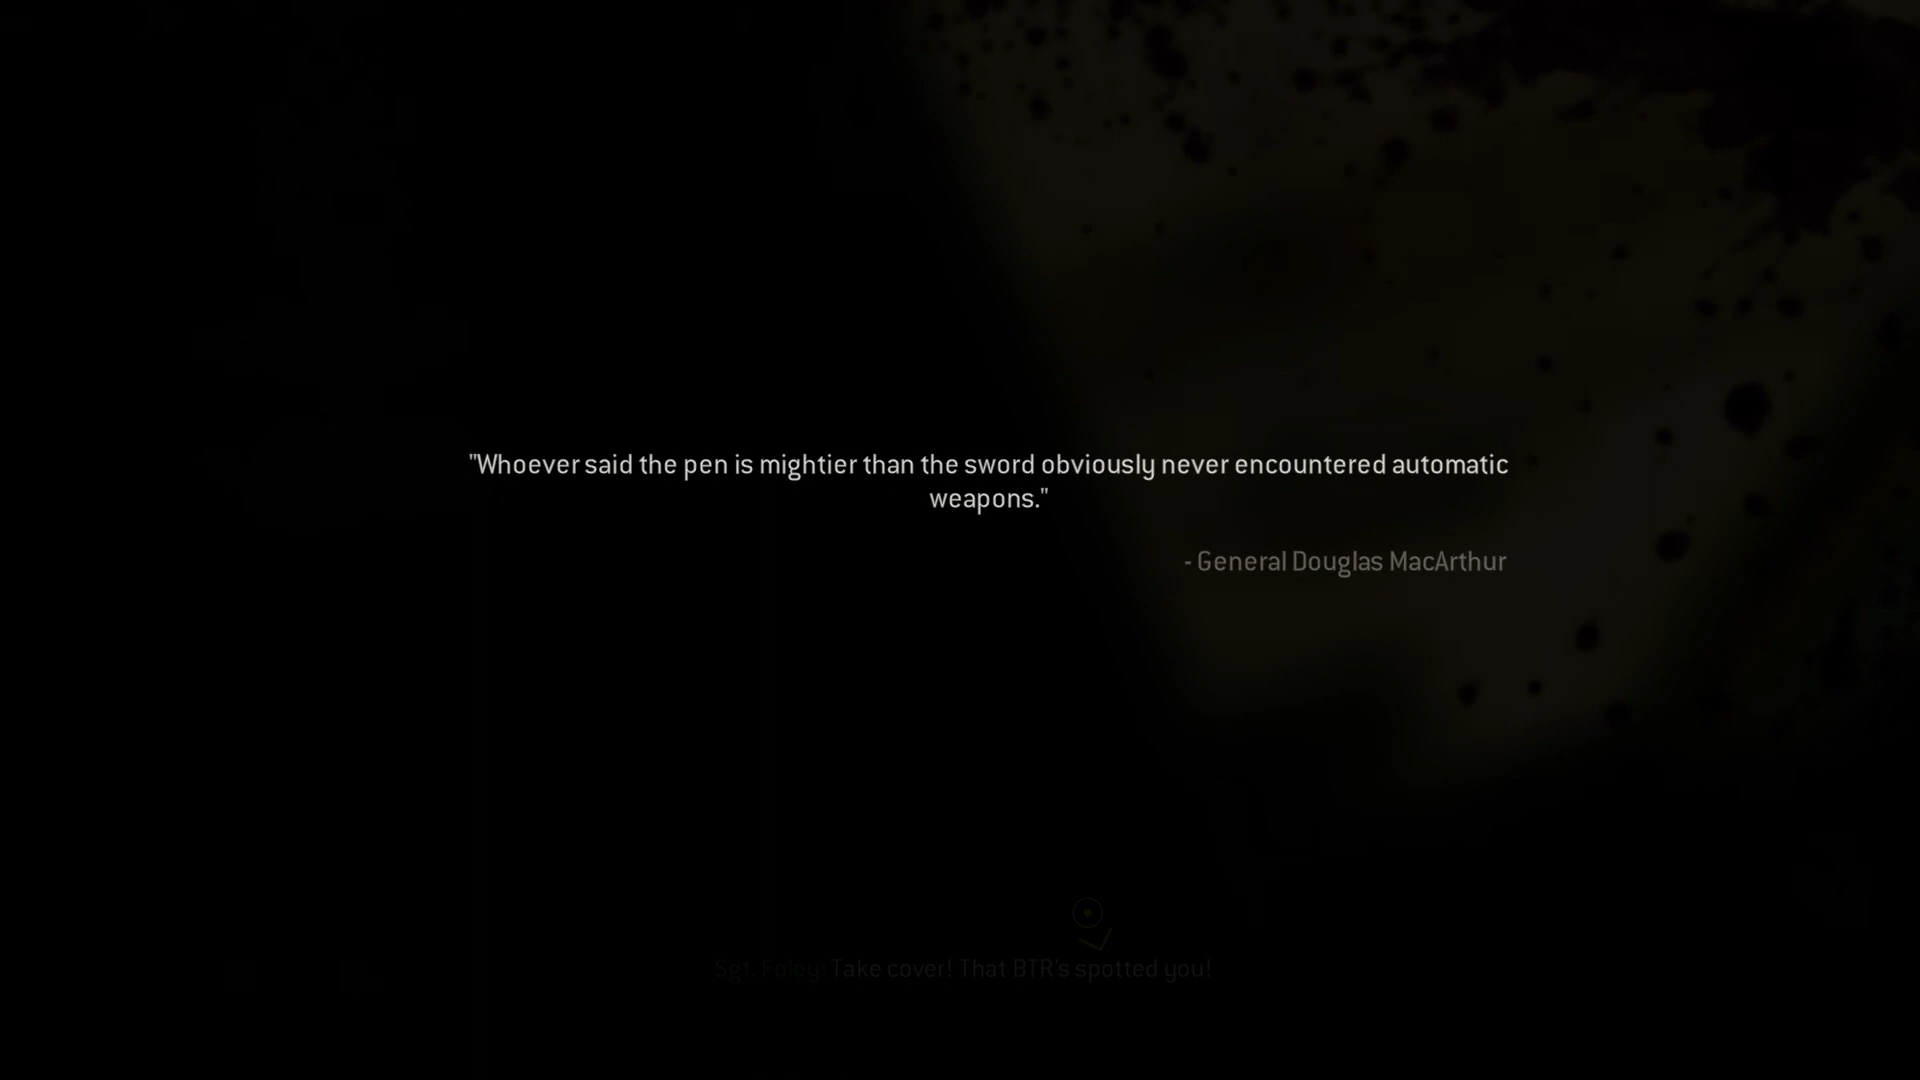 "Whoever said the pen is mightier than the sword obviously never encountered automatic
weapons."
- General Douglas MacArthur
Sgt. Foley: Take cover! That BTR's spotted you!